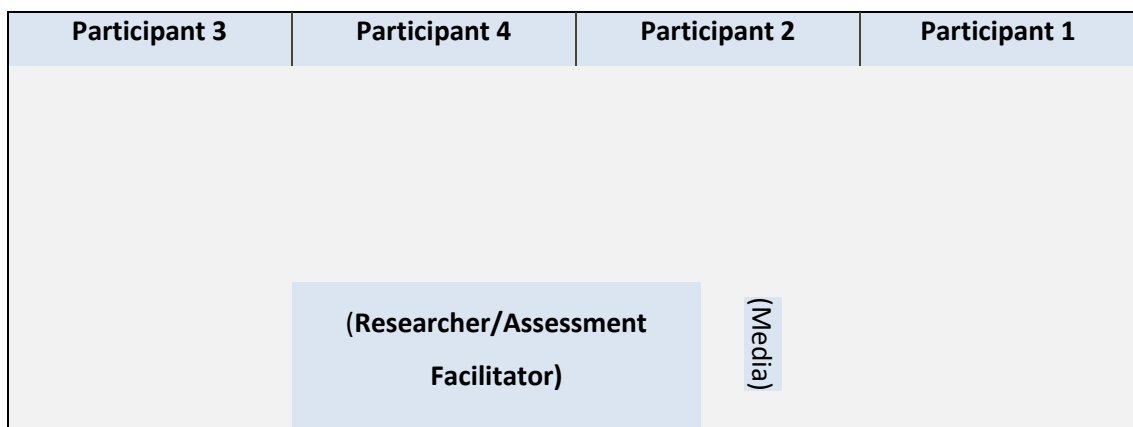 Participant 3
Participant 4
Participant 2
Participant 1
(Researcher/Assessment
Facilitator)
(Media)